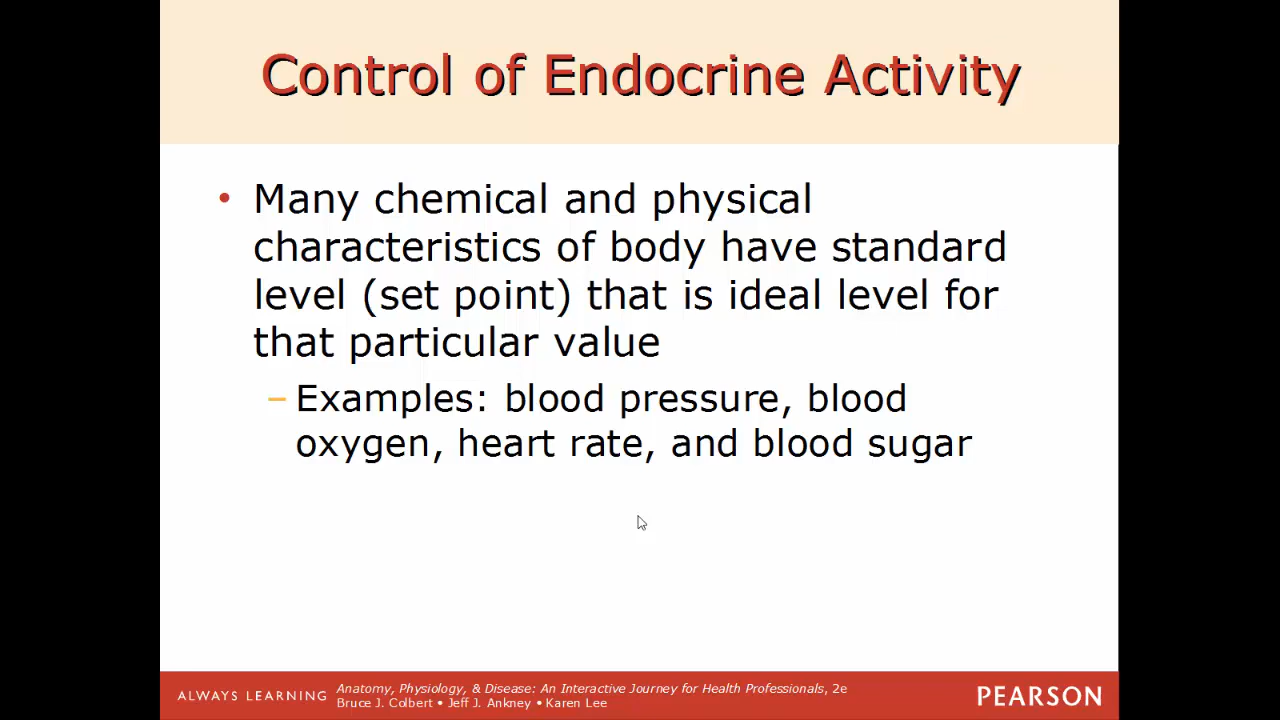 Control of Endocrine Activity
• Many chemical and physical
characteristics of body have standard
level (set point) that is ideal level for
that particular value
– Examples: blood pressure, blood
oxygen, heart rate, and blood sugar
ALWAYS LEARNING
Anatomy, Physiology, & Disease: An Interactive Journey for Health Professionals, 2e
Bruce J. Colbert • Jeff J. Ankney • Karen Lee
PEARSON